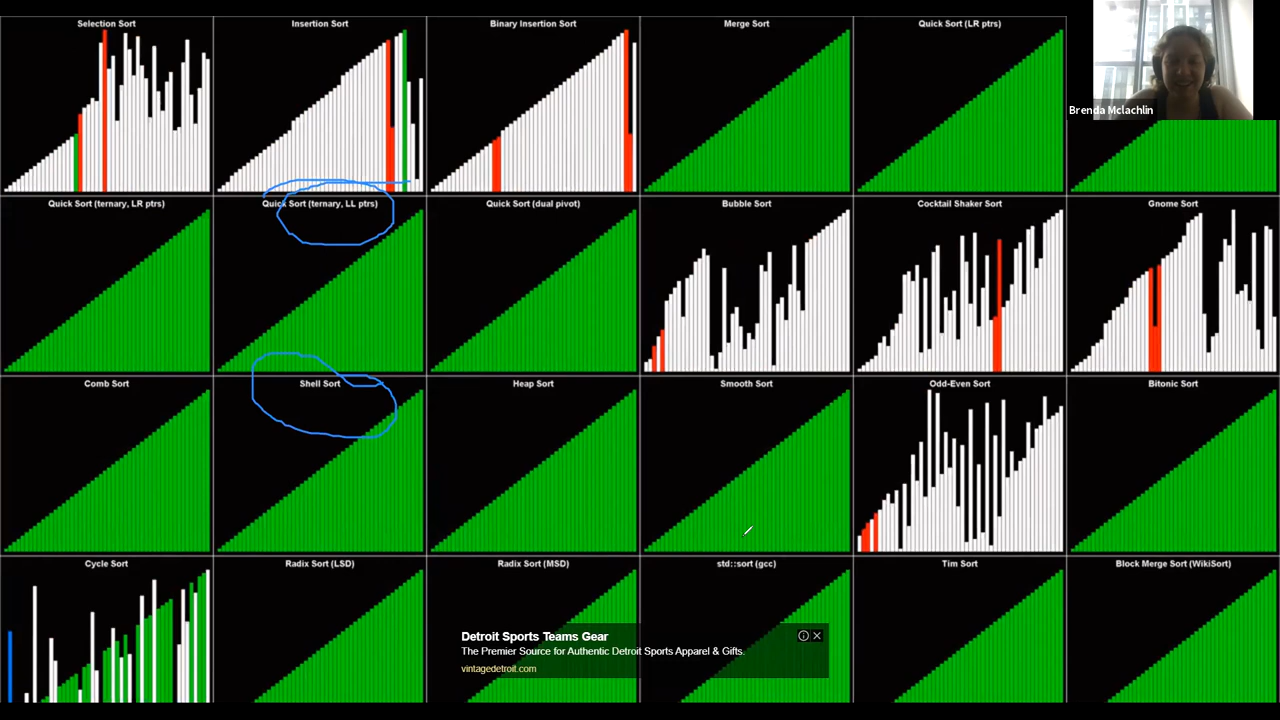 Selection Sort
Insertion Sort
Binary Insertion Sort
Merge Sort
Quick Sort (LR ptrs)
Brenda Mclachlin
Quick Sort (ternary, LR ptrs)
Quick Sort (ternary, LL ptrs)
Quick Sort (dual pivot)
Bubble Sort
Cocktail Shaker Sort
Gnome Sort
Comb Sort
Shell Sort
Heap Sort
Smooth Sort
Odd-Even Sort
Bitonic Sort
Cycle Sort
Radix Sort (LSD)
Radix Sort (MSD)
std::sort (gcc)
Tim Sort
Block Merge Sort (WikiSort)
Detroit Sports Teams Gear
The Premier Source for Authentic Detroit Sports Apparel & Gifts.
vintagedetroit.com